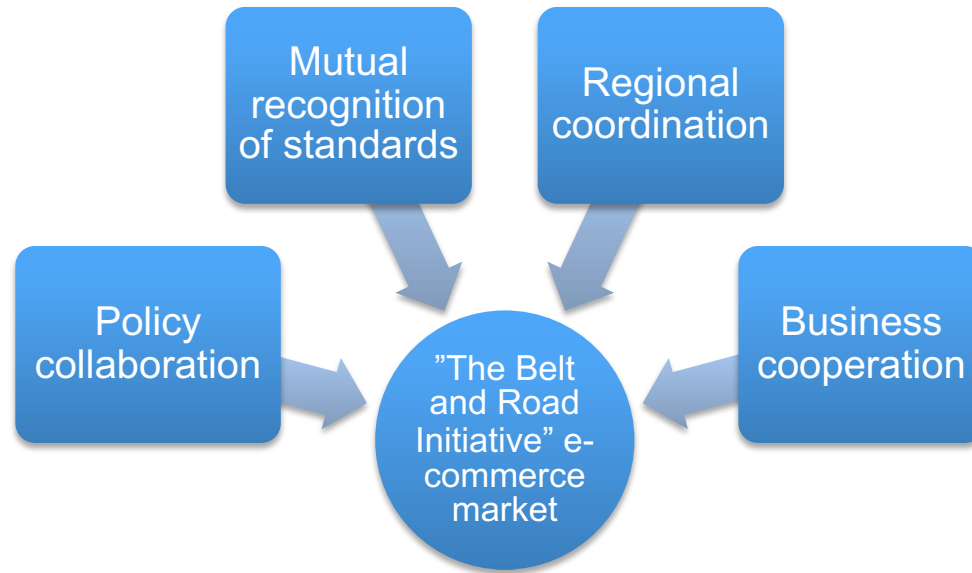 Mutual
recognition
of standards
Regional
coordination
Policy
collaboration
Business
cooperation
”The Belt
and Road
Initiative” e-
commerce
market